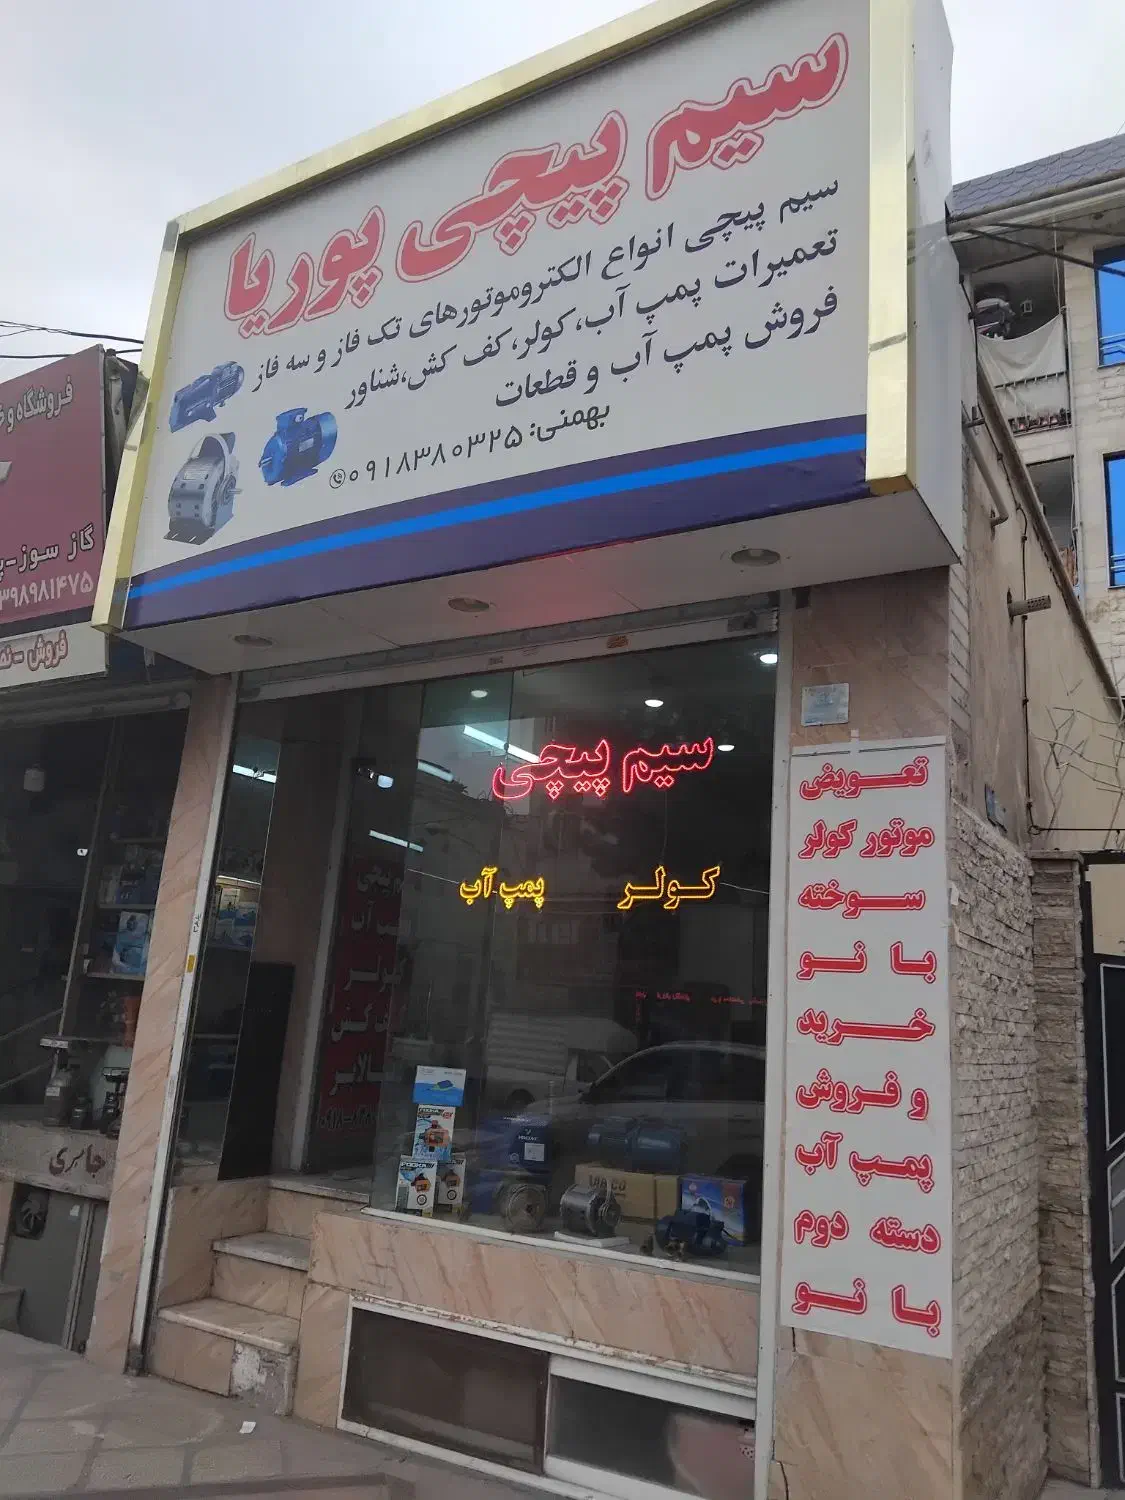 سیم پیچی پوریا
سیم پیچی انواع الکتروموتورهای تک فاز و سه فاز
تعمیرات پمپ آب، کولر، کف کش، شناور
فروش پمپ آب و قطعات
بهمنی: ۰۹۱۸۳۸۰۳۲۵
سیم پیچی
کولر پمپ آب
تعویض
موتور کولر
سوخته
با نو
خرید
و فروش
پمپ آب
دسته دوم
با نو
فروشگاه و
گاز سوز-
۳۹۸۹۸۱۴۷۵
فروش -